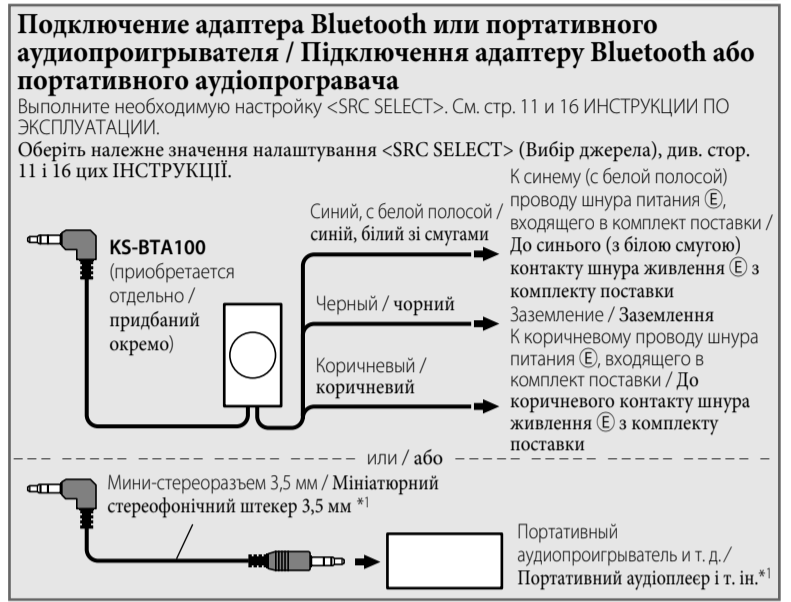 Подключение адаптера Bluetooth или портативного
аудиопроигрывателя / Підключення адаптеру Bluetooth або
портативного аудіопрогравача
Выполните необходимую настройку <SRC SELECT>. См. стр. 11 и 16 ИНСТРУКЦИИ ПО
ЭКСПЛУАТАЦИИ.
Оберіть належне значення налаштування <SRC SELECT> (Вибір джерела), див. стор.
11 і 16 цих ІНСТРУКЦІЇ.
KS-BTA100
(приобретается
отдельно /
придбаний
окремо)
Синий, с белой полосой /
синій, білий зі смугами
К синему (с белой полосой)
проводу шнура питания Ⓔ,
входящего в комплект поставки /
До синього (з білою смугою)
контакту шнура живлення Ⓔ з
комплекту поставки
Черный / чорний
Заземление / Заземлення
Коричневый /
коричневий
К коричневому проводу шнура
питания Ⓔ, входящего в
комплект поставки / До
коричневого контакту шнура
живлення Ⓔ з комплекту
поставки
или / або
Мини-стереоразъем 3,5 мм / Мініатюрний
стереофонічний штекер 3,5 мм *1
Портативный
аудиопроигрыватель и т. д./
Портативний аудіоплеєр і т. ін.*1